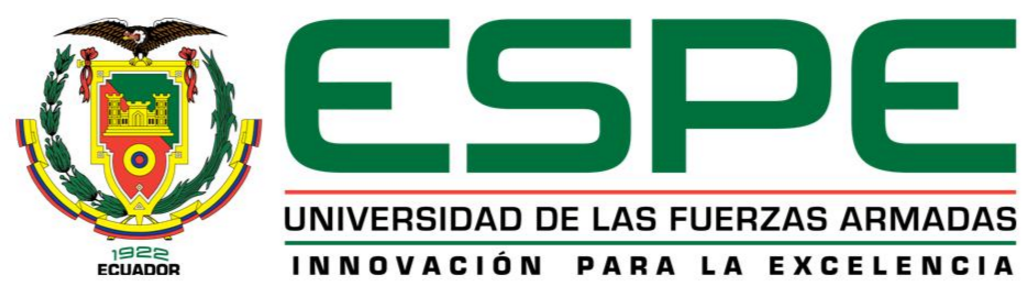 ESPE
UNIVERSIDAD DE LAS FUERZAS ARMADAS
INNOVACIÓN PARA LA EXCELENCIA
1922
ECUADOR